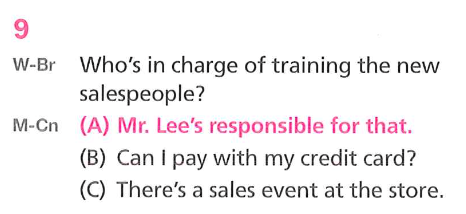 9
W-Br Who's in charge of training the new
salespeople?
M-Cn (A) Mr. Lee's responsible for that.
(B) Can I pay with my credit card?
(C) There's a sales event at the store.